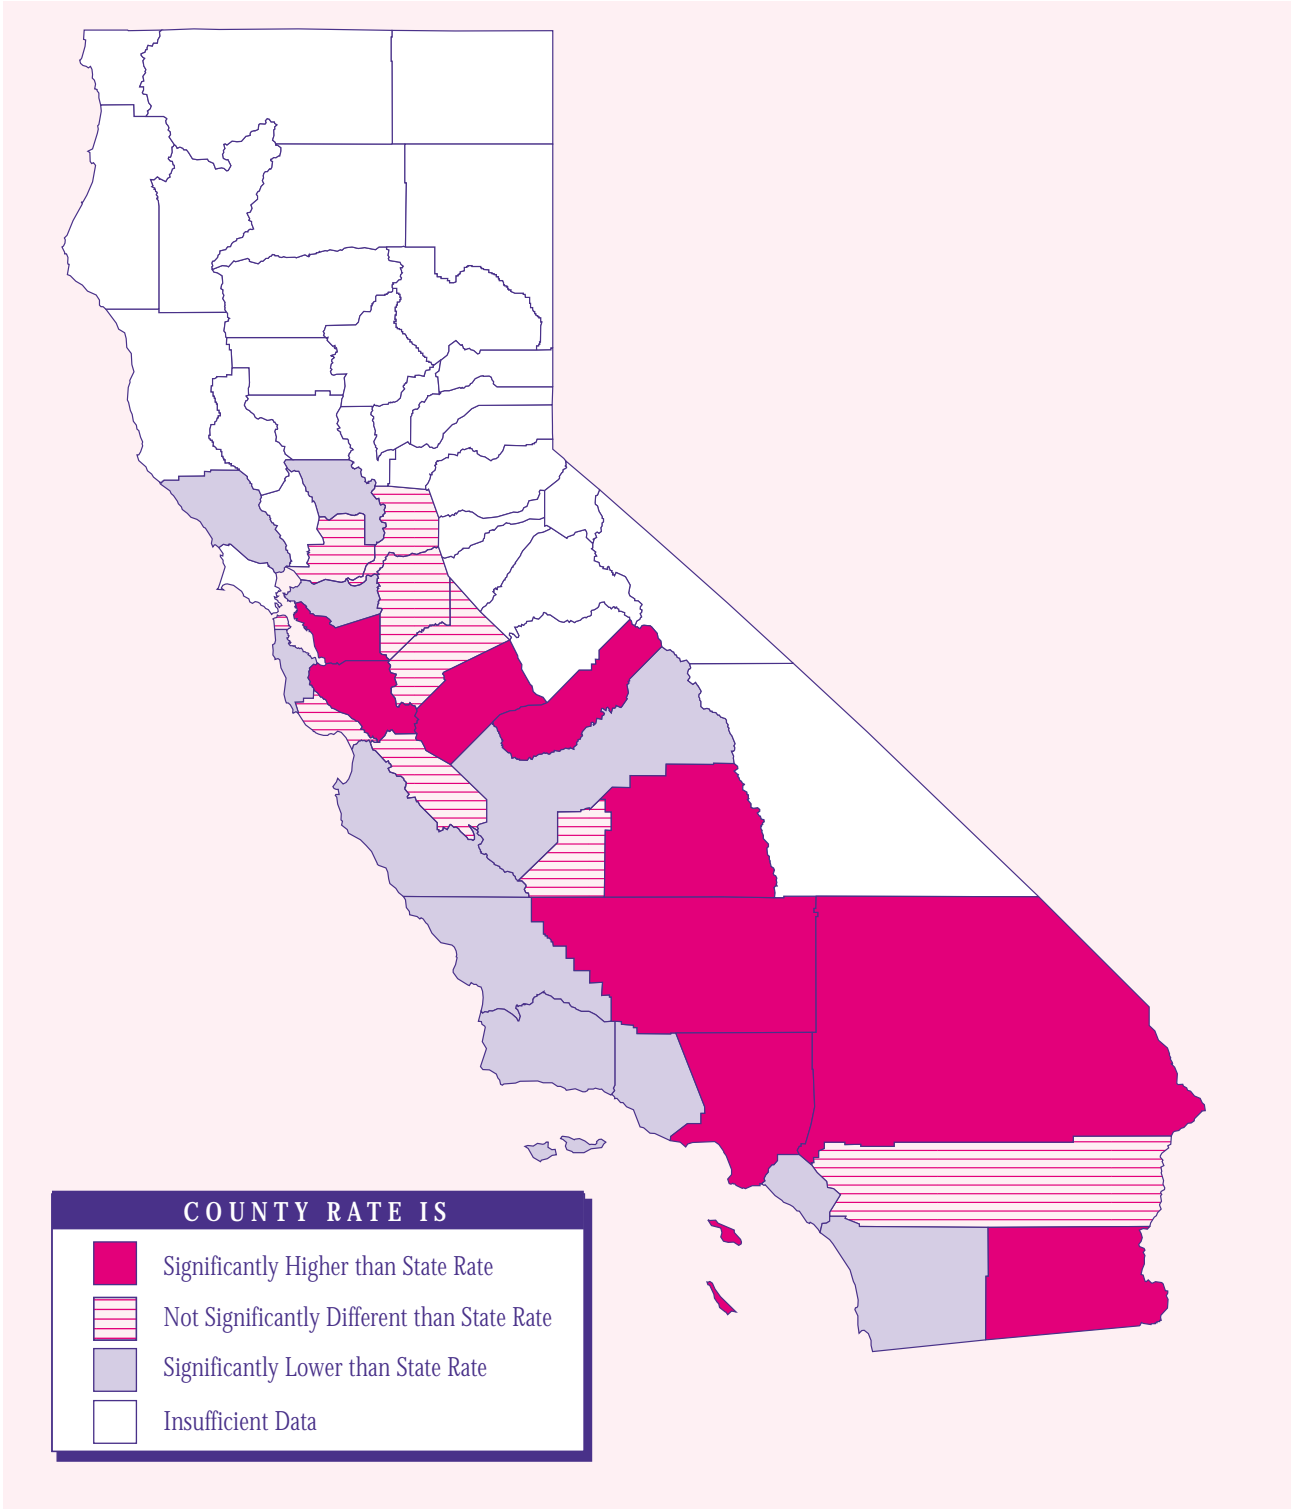 COUNTY RATE IS
Significantly Higher than State Rate
Not Significantly Different than State Rate
Significantly Lower than State Rate
Insufficient Data